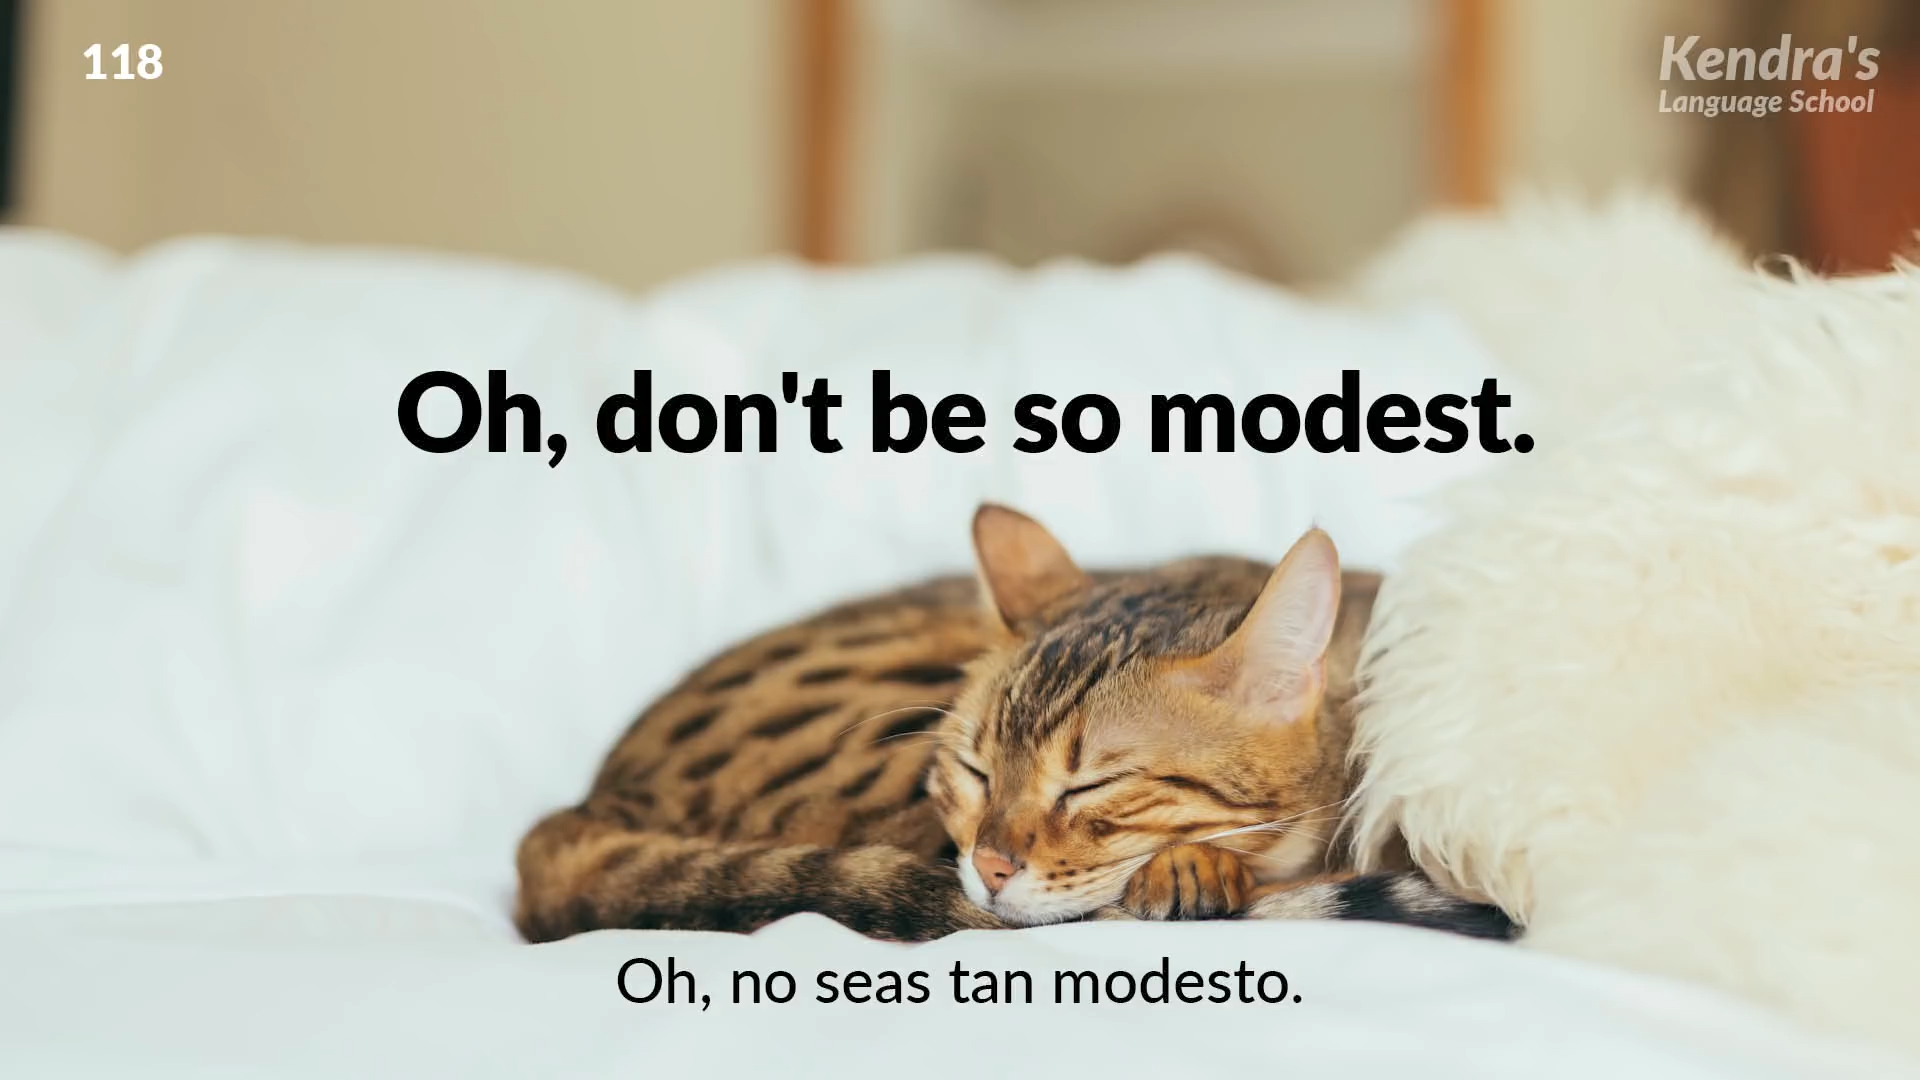 118
Kendra's
Language School
Oh, don't be so modest.
Oh, no seas tan modesto.